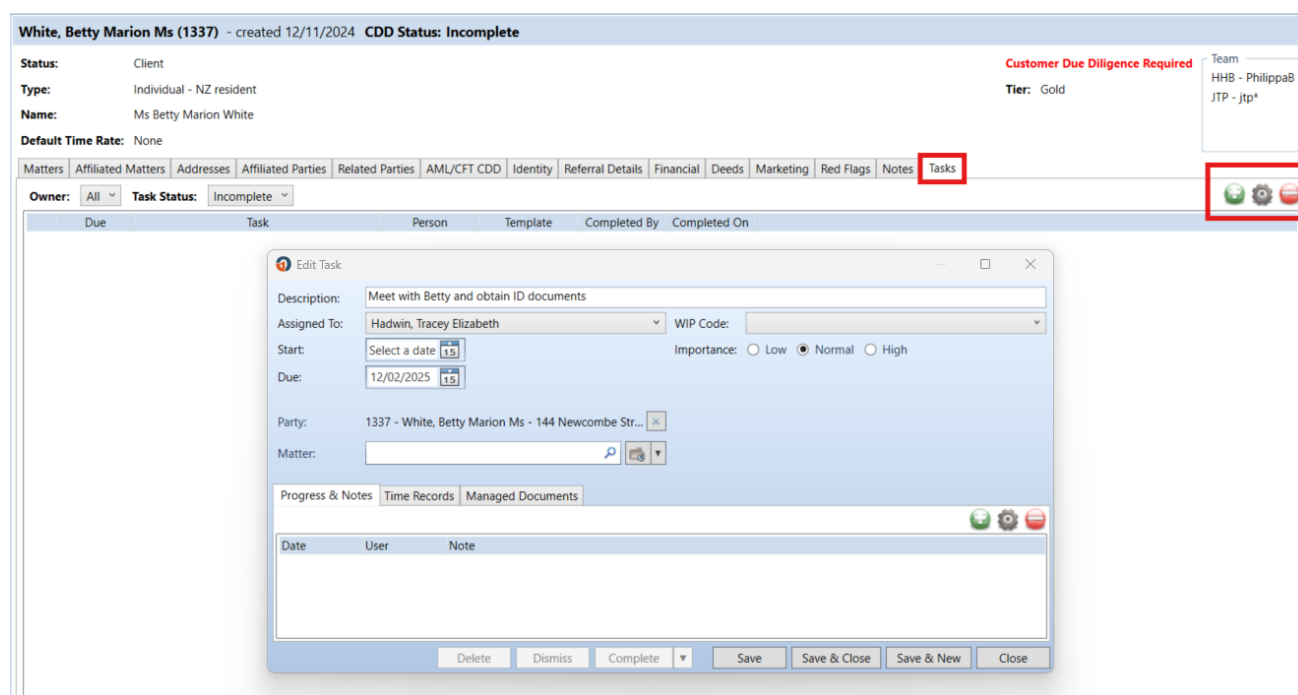 White, Betty Marion Ms (1337) - created 12/11/2024 CDD Status: Incomplete
Status: Client Customer Due Diligence Required Team
Type: Individual - NZ resident Tier: Gold HHB - PhilippaB
Name: Ms Betty Marion White JTP - jtp*
Default Time Rate: None
Matters Affiliated Matters Addresses Affiliated Parties Related Parties AML/CFT CDD Identity Referral Details Financial Deeds Marketing Red Flags Notes Tasks
Owner: All Task Status: Incomplete
Due Task Person Template Completed By Completed On
Edit Task
Description: Meet with Betty and obtain ID documents
Assigned To: Hadwin, Tracey Elizabeth WIP Code:
Start: Select a date 15 Importance: Low Normal High
Due: 12/02/2025 15
Party: 1337 - White, Betty Marion Ms - 144 Newcombe Str...
Matter:
Progress & Notes Time Records Managed Documents
Date User Note
Delete Dismiss Complete Save Save & Close Save & New Close